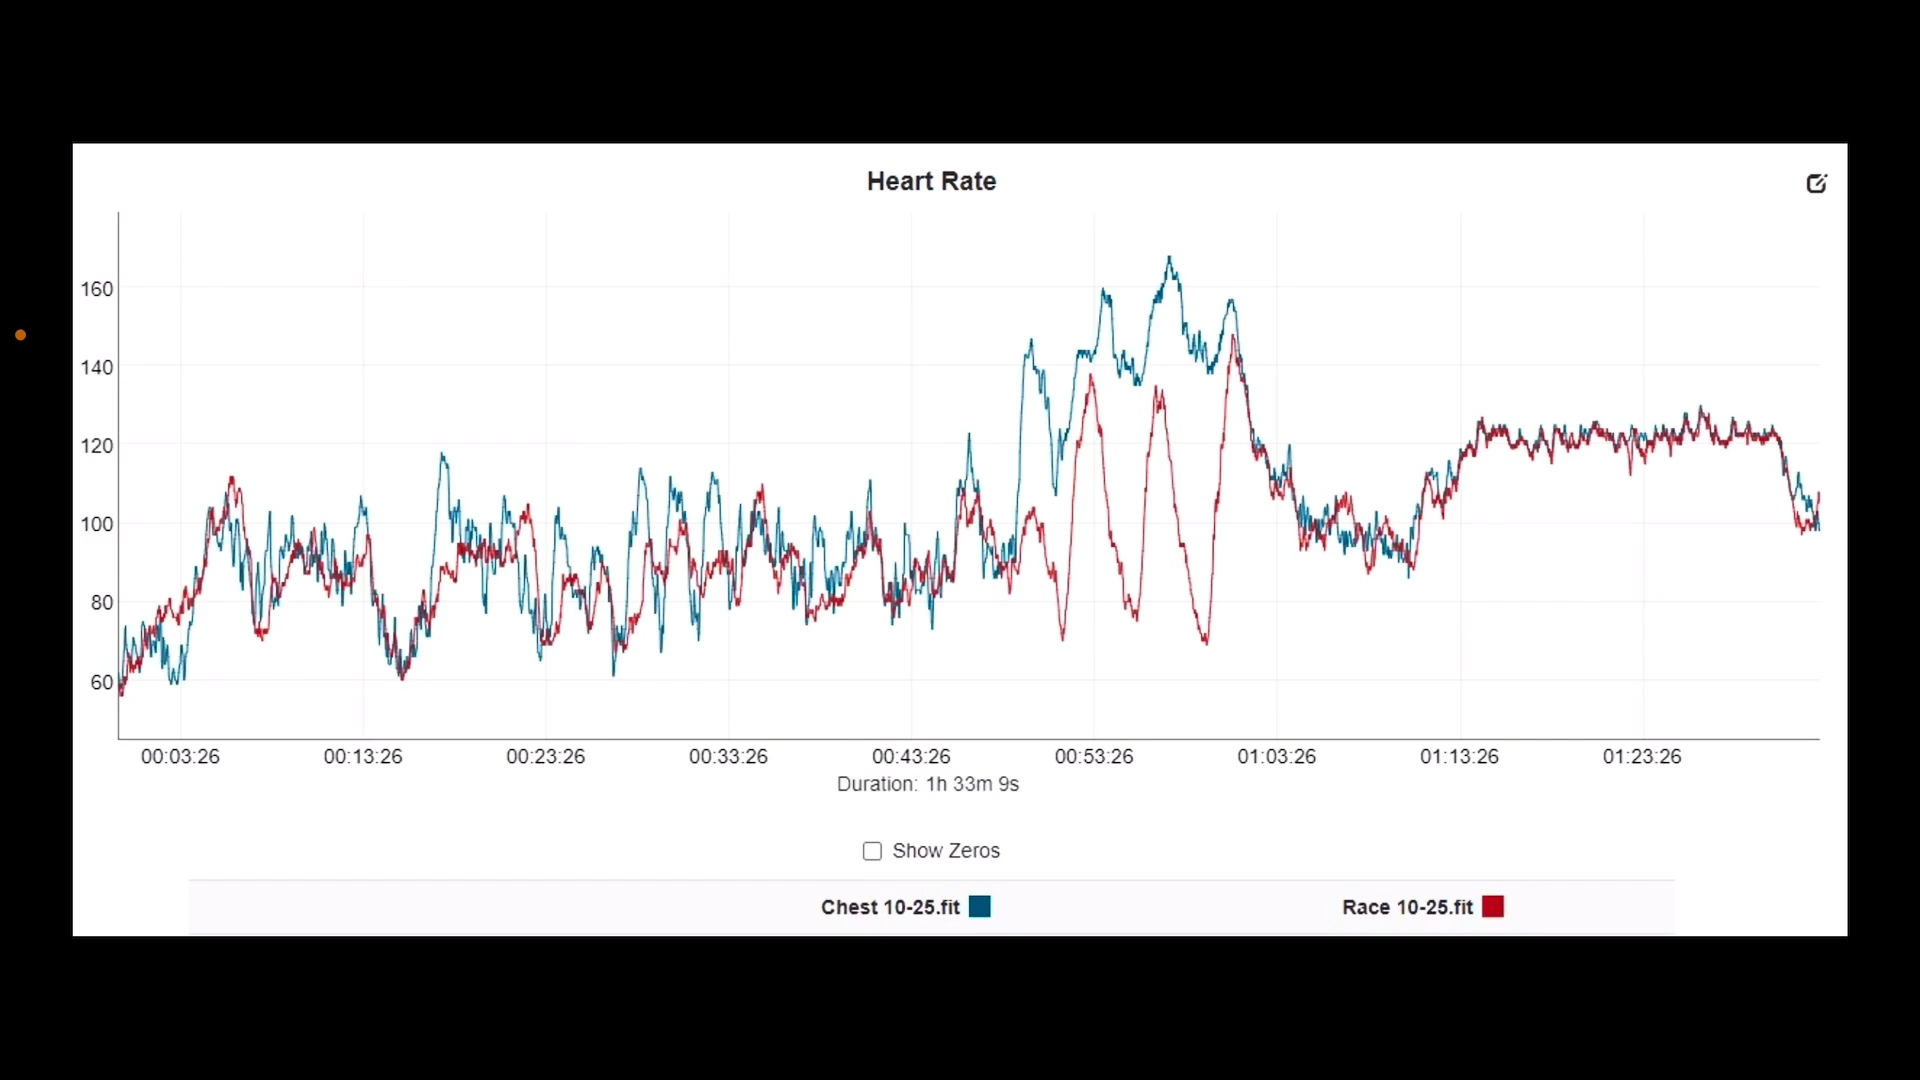 Heart Rate
160
140
120
100
80
60
00:03:26 00:13:26 00:23:26 00:33:26 00:43:26 00:53:26 01:03:26 01:13:26 01:23:26
Duration: 1h 33m 9s
Show Zeros
Chest 10-25.fit Race 10-25.fit